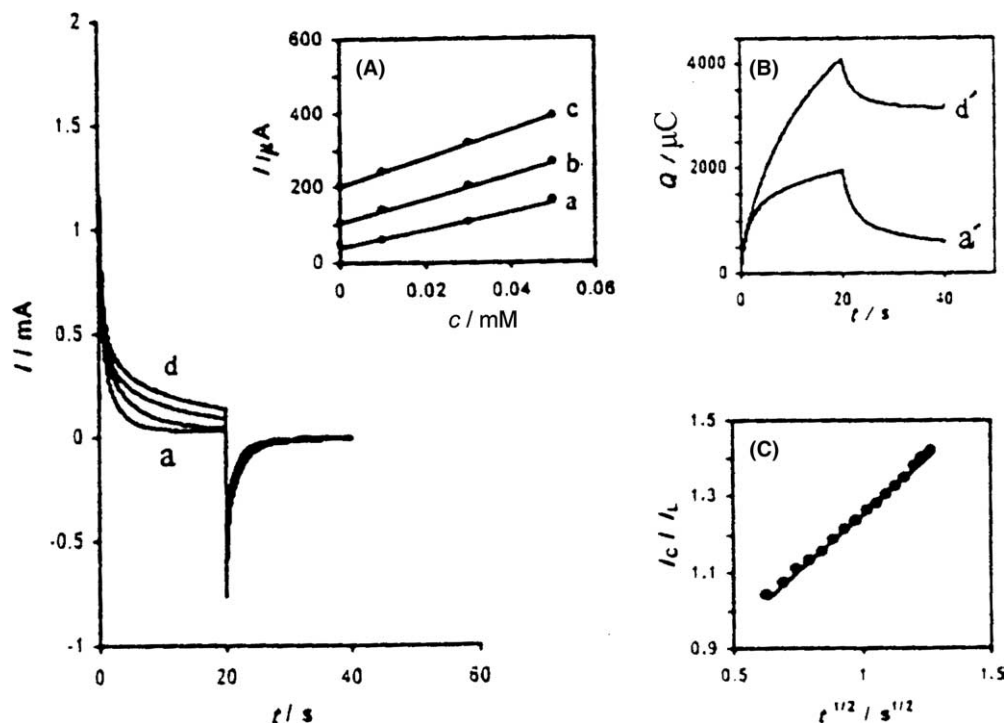 2
1.5
1
0.5
0
-0.5
-1
I / mA
d
a
0
20
40
60
t / s
(A)
600
400
200
0
I / μA
c
b
a
0
0.02
0.04
0.06
c / mM
(B)
4000
2000
0
Q / μC
d´
a´
0
20
40
t / s
(C)
1.5
1.3
1.1
0.9
I_C / I_L
0.5
1
1.5
t^{1/2} / s^{1/2}